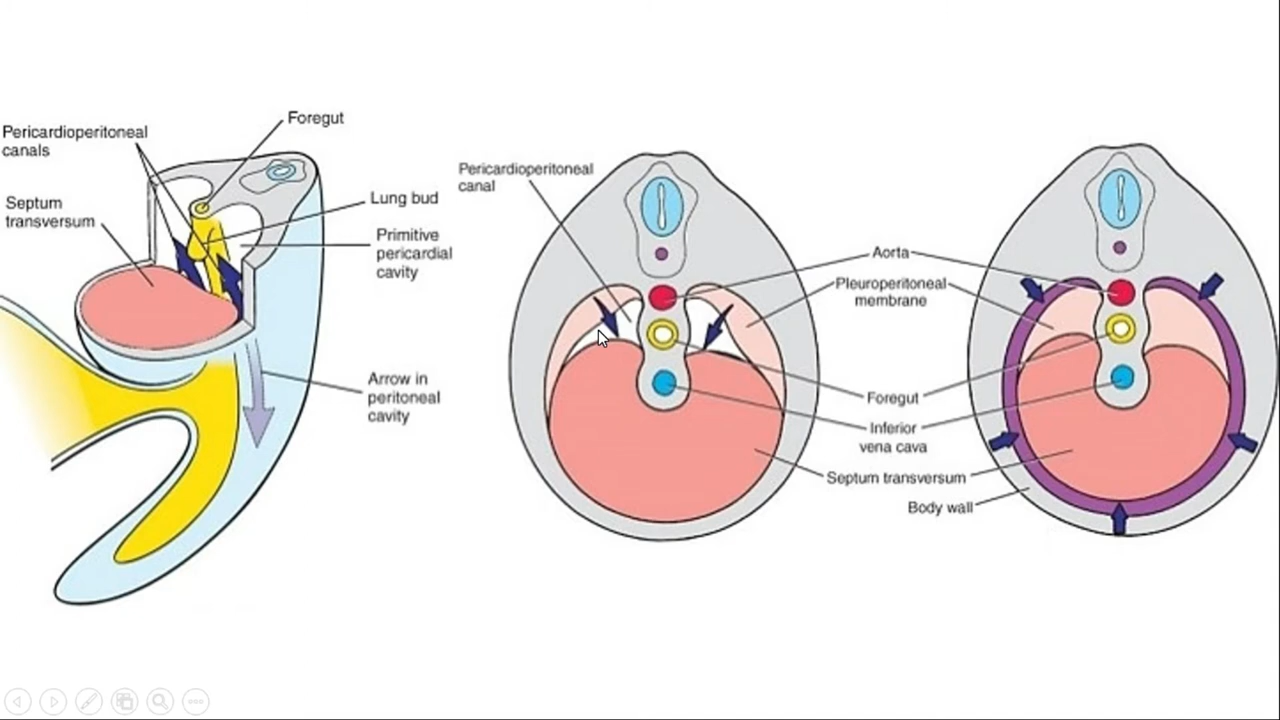 Foregut
Pericardioperitoneal
canals
Septum
transversum
Lung bud
Primitive
pericardial
cavity
Arrow in
peritoneal
cavity
Pericardioperitoneal
canal
Aorta
Pleuroperitoneal
membrane
Foregut
Inferior
vena cava
Septum transversum
Body wall